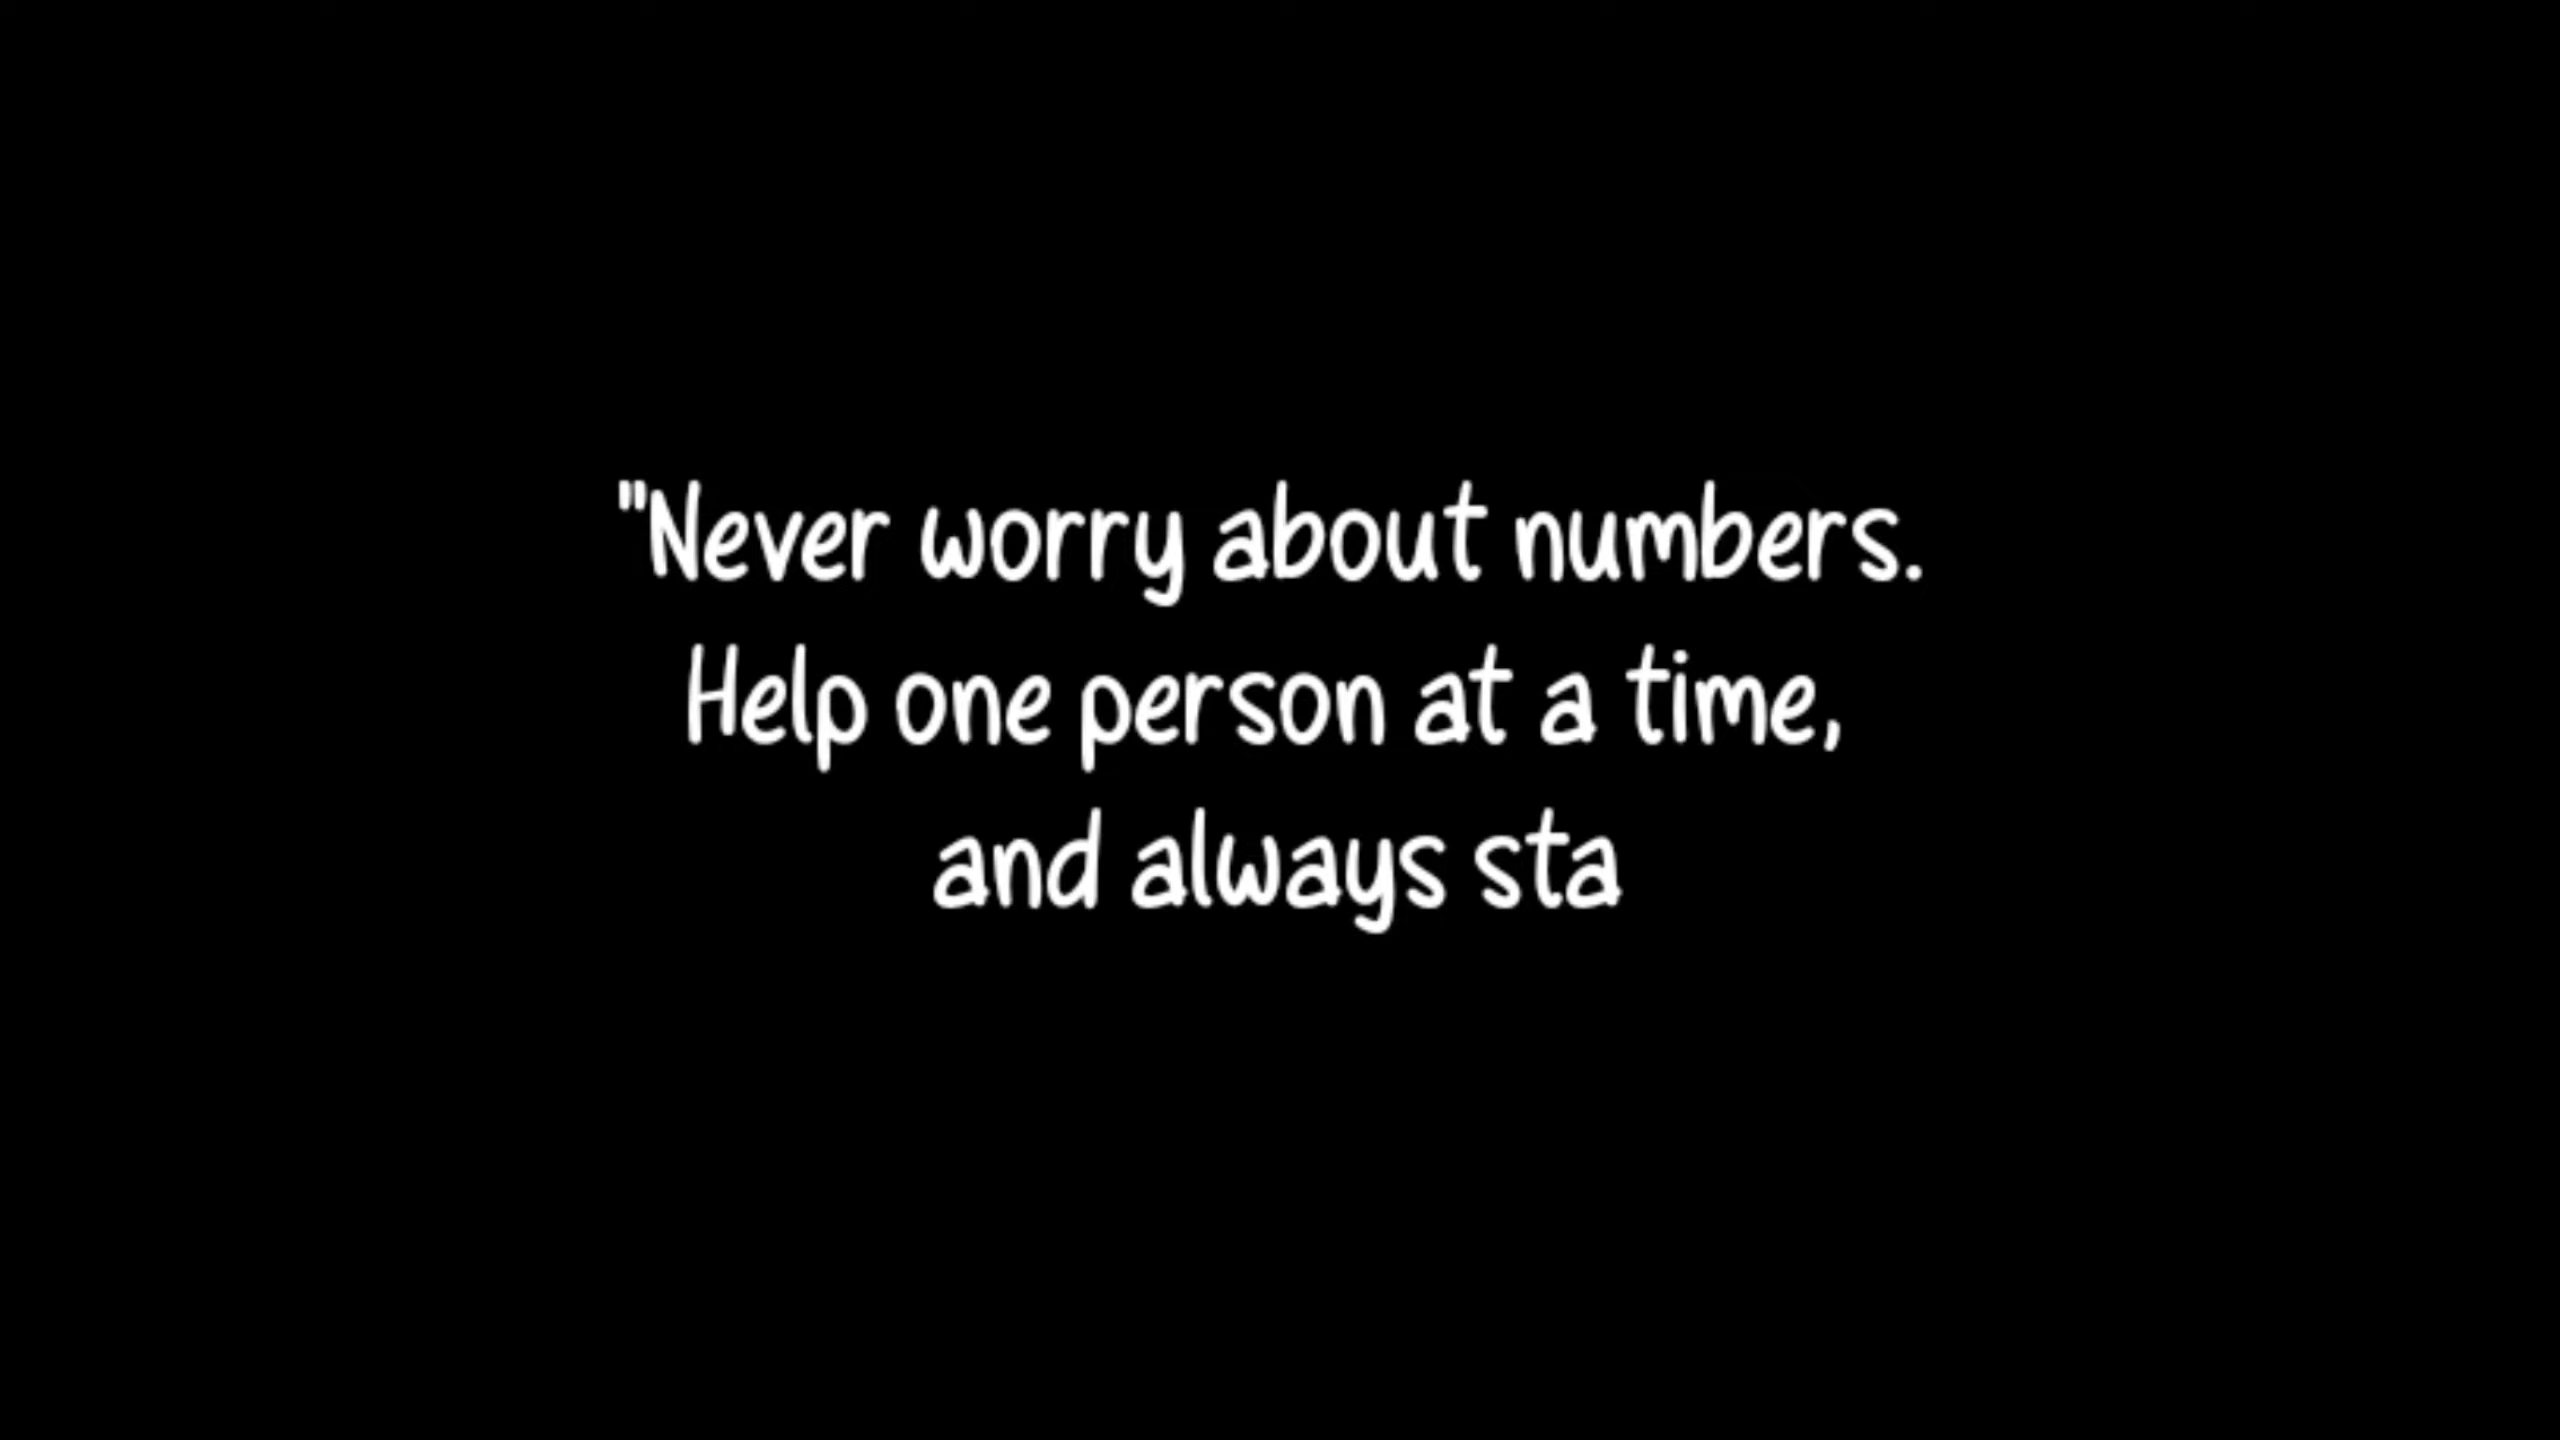 "Never worry about numbers.
Help one person at a time,
and always sta